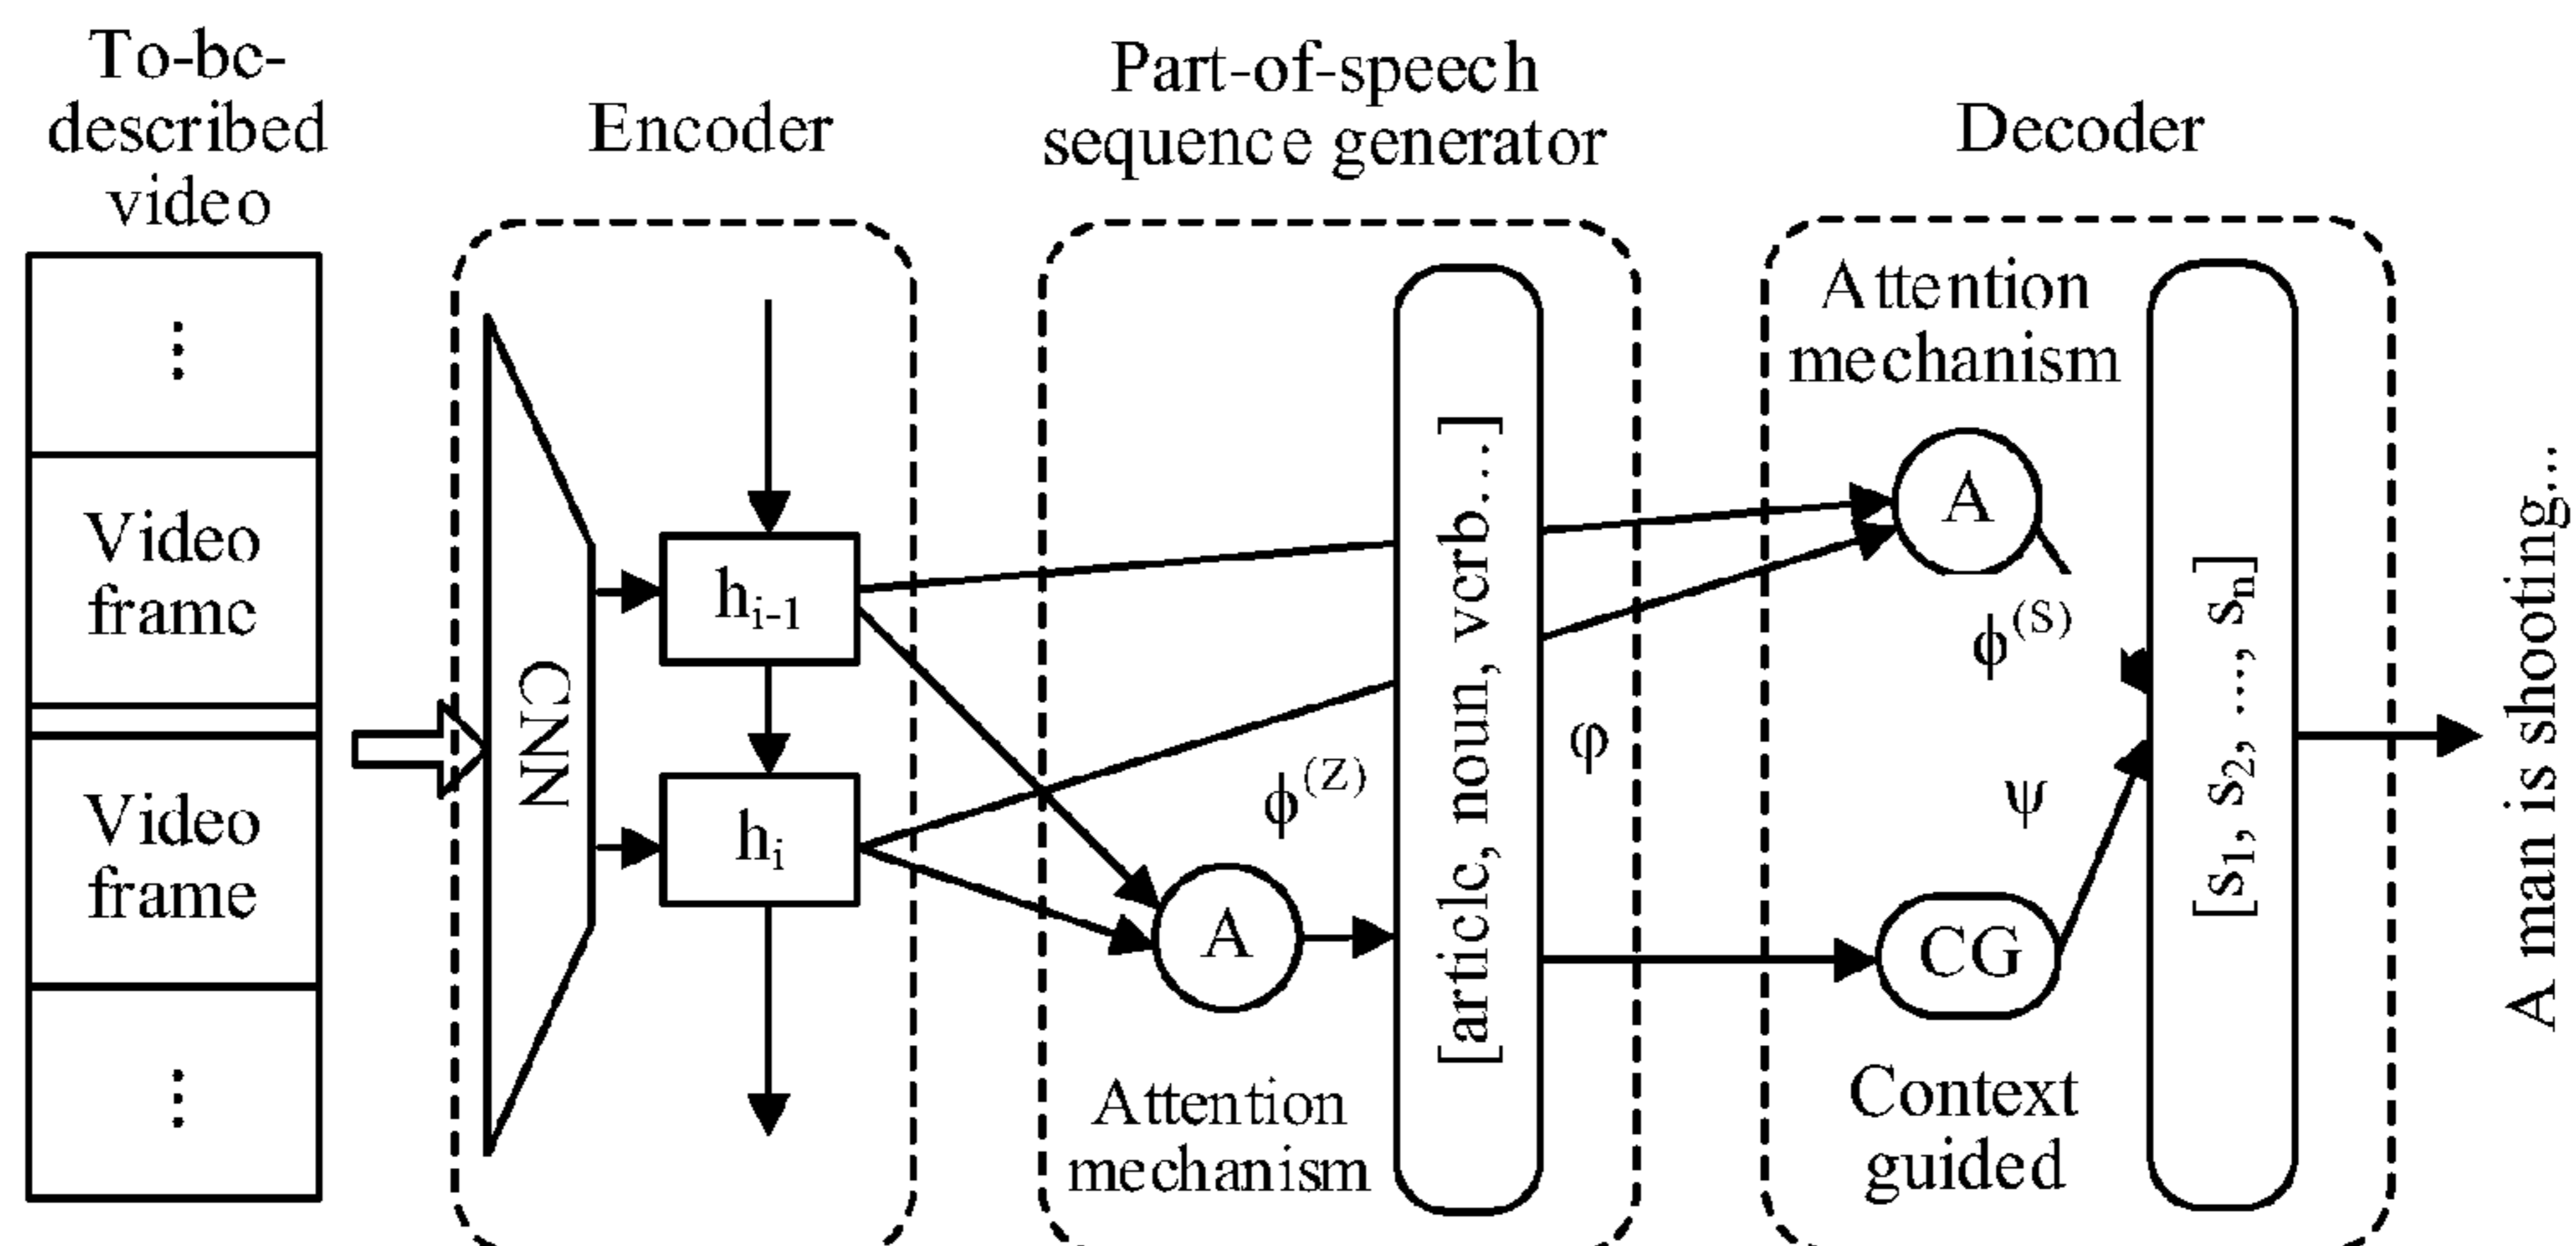 To-be-
described
video
Encoder
Part-of-speech
sequence generator
Decoder
⋮
Video
frame
Video
frame
⋮
CNN
h_{i-1}
h_i
A
Attention
mechanism
ϕ^{(Z)}
[article, noun, verb…]
φ
Attention
mechanism
A
ϕ^{(S)}
ψ
CG
Context
guided
[s_1, s_2, ..., s_n]
A man is shooting...